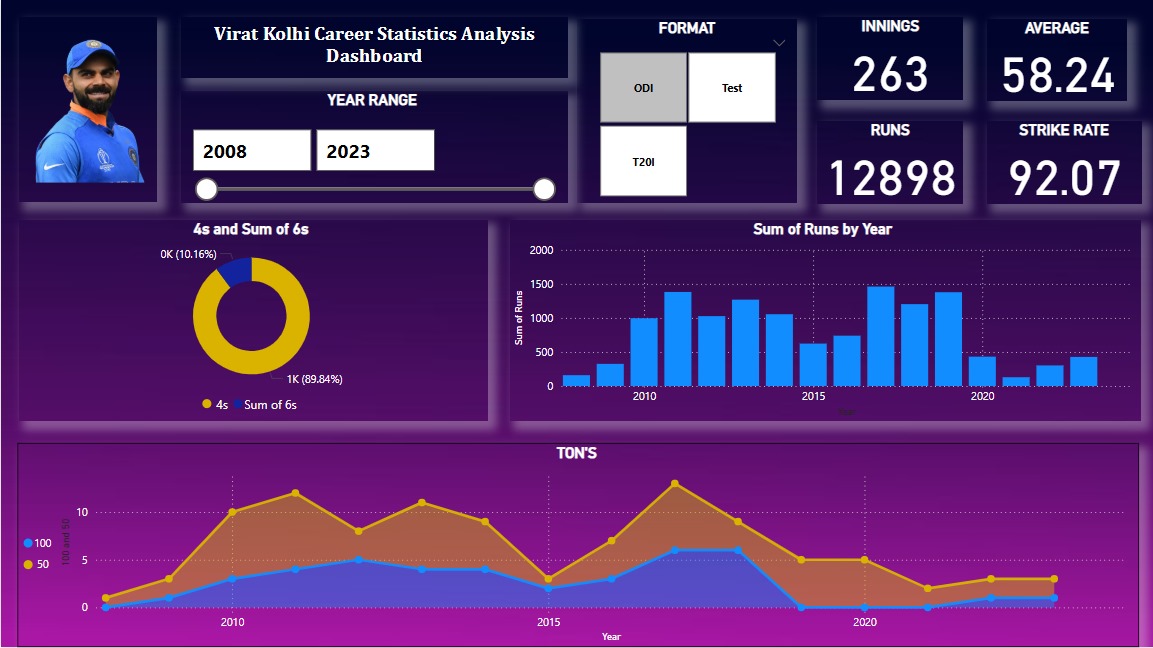 Virat Kolhi Career Statistics Analysis
Dashboard
YEAR RANGE
2008
2023
FORMAT
ODI
Test
T20I
INNINGS
263
AVERAGE
58.24
RUNS
12898
STRIKE RATE
92.07
4s and Sum of 6s
0K (10.16%)
1K (89.84%)
4s Sum of 6s
Sum of Runs by Year
Sum of Runs
2000
1500
1000
500
0
2010 2015 2020
Year
TON'S
100
50
100 and 50
10
5
0
2010 2015 2020
Year